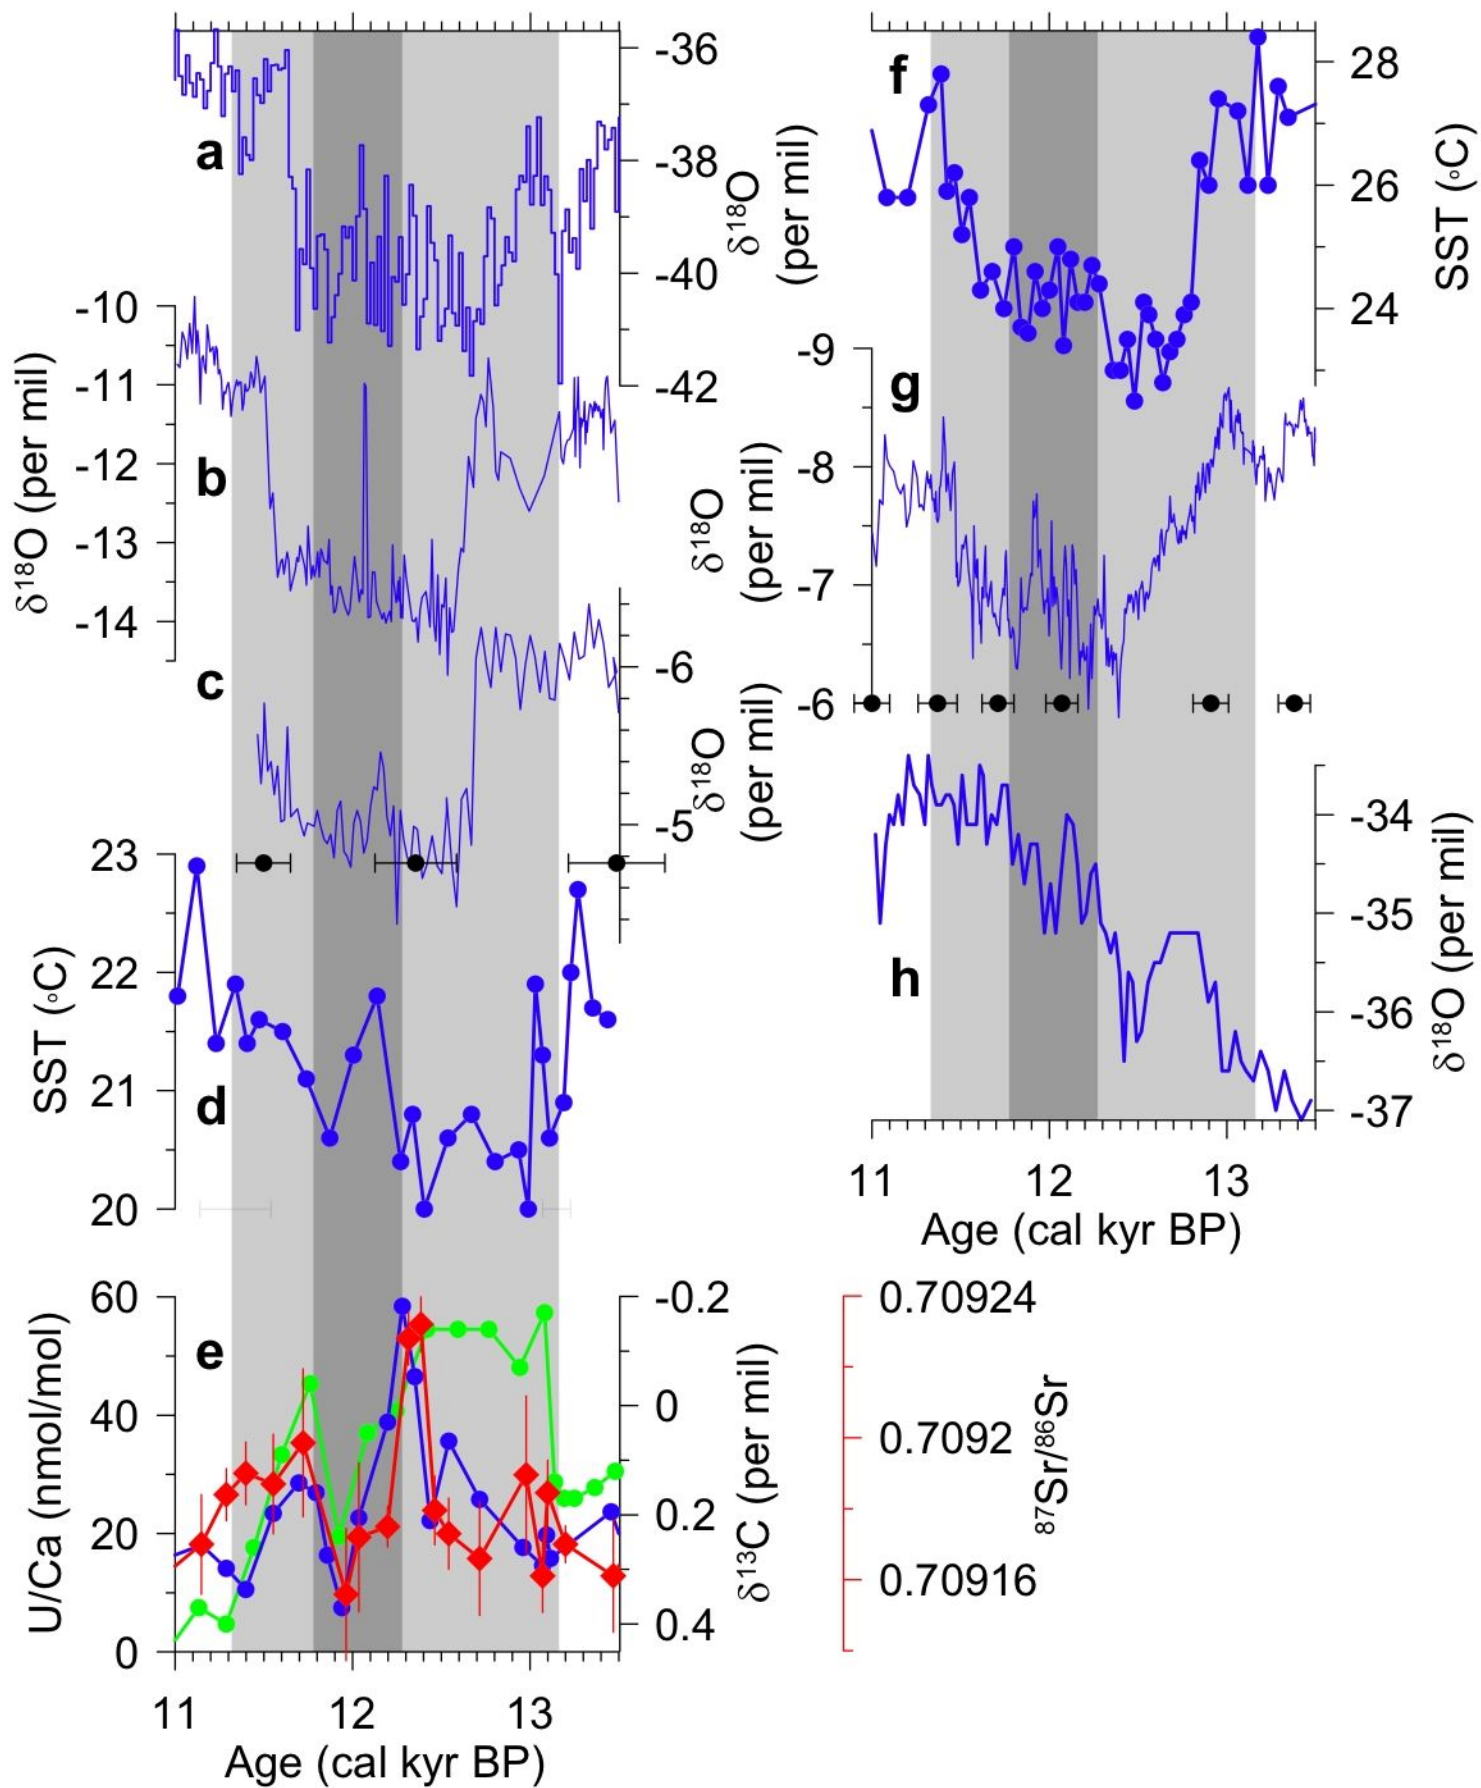 a
-36
-38
-40
-42
δ18O
(per mil)
-10
-11
-12
-13
-14
δ18O (per mil)
b
c
-6
-5
δ18O
(per mil)
δ18O
(per mil)
23
22
21
20
SST (°C)
d
60
40
20
0
U/Ca (nmol/mol)
e
-0.2
0
0.2
0.4
δ13C (per mil)
11
12
13
Age (cal kyr BP)
f
28
26
24
SST (°C)
g
-9
-8
-7
-6
h
-34
-35
-36
-37
δ18O (per mil)
11
12
13
Age (cal kyr BP)
0.70924
0.7092
0.70916
87Sr/86Sr